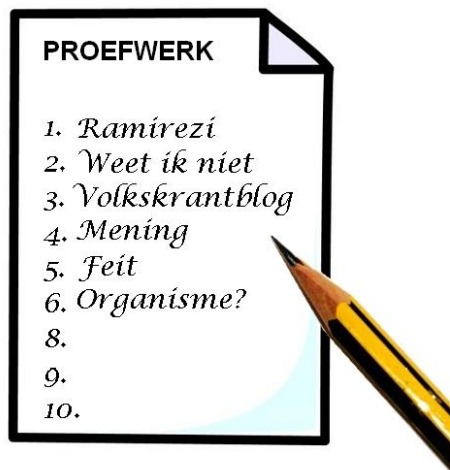 PROEFWERK
1. Ramirezi
2. Weet ik niet
3. Volkskrantblog
4. Mening
5. Feit
6. Organisme?
8.
9.
10.